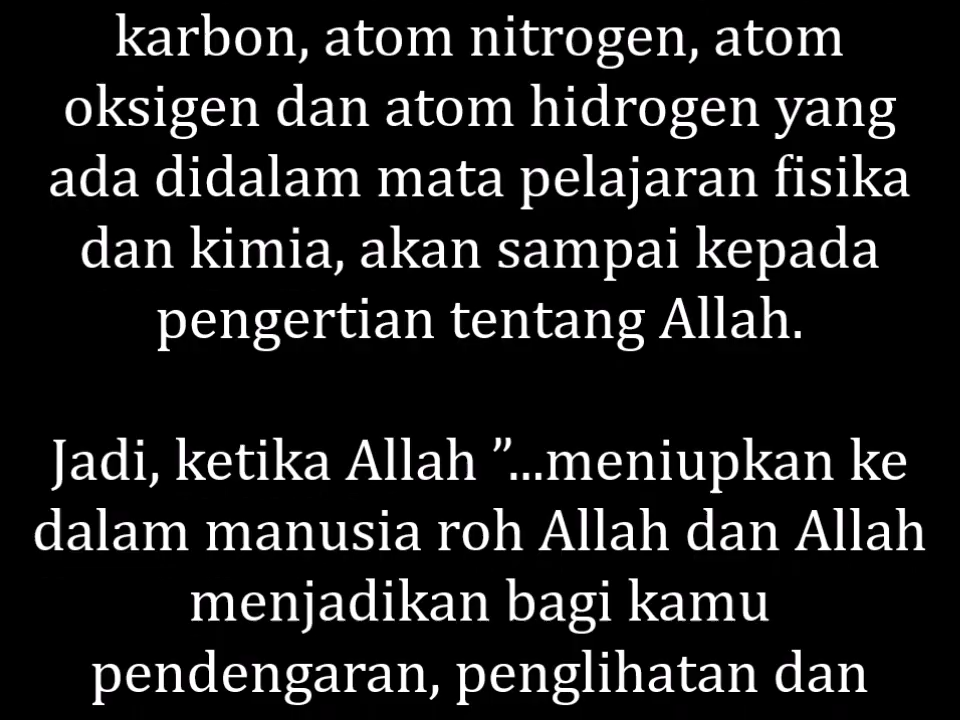 karbon, atom nitrogen, atom
oksigen dan atom hidrogen yang
ada didalam mata pelajaran fisika
dan kimia, akan sampai kepada
pengertian tentang Allah.
Jadi, ketika Allah ”...meniupkan ke
dalam manusia roh Allah dan Allah
menjadikan bagi kamu
pendengaran, penglihatan dan